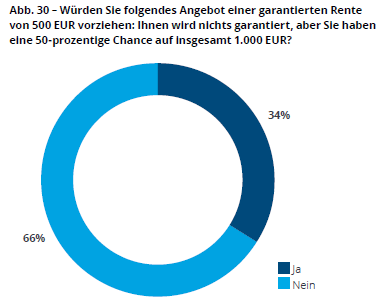 Abb. 30 – Würden Sie folgendes Angebot einer garantierten Rente
von 500 EUR vorziehen: Ihnen wird nichts garantiert, aber Sie haben
eine 50-prozentige Chance auf insgesamt 1.000 EUR?
34%
66%
Ja
Nein